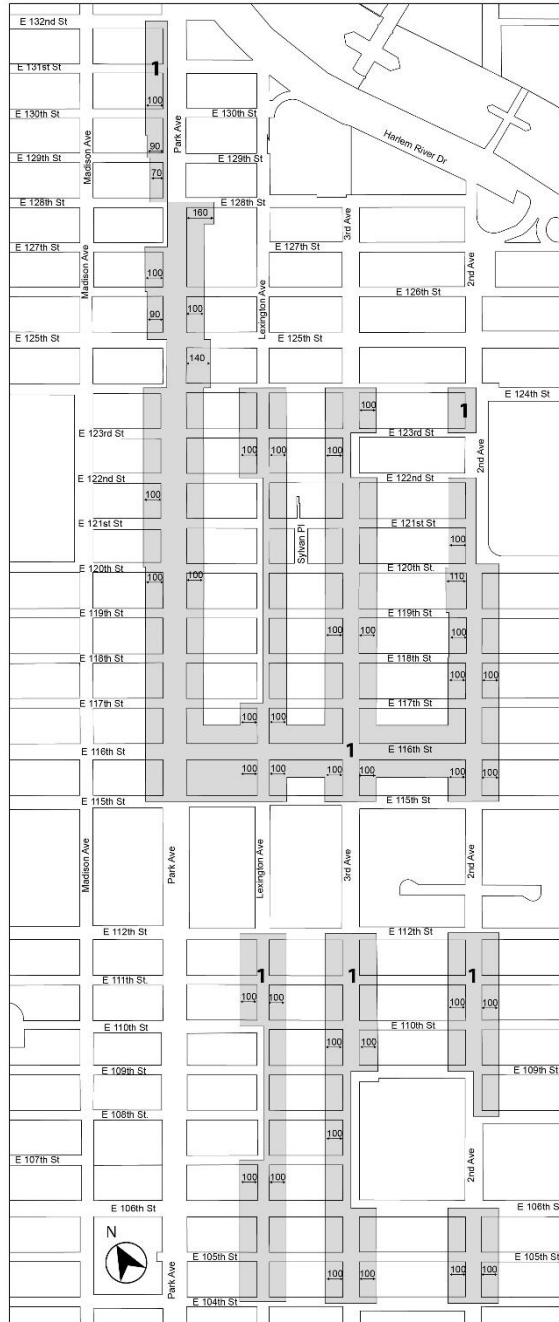 E 132nd St
E 131st St
1
100
E 130th St
E 130th St
Madison Ave
Park Ave
Harlem River Dr
90
E 129th St
E 129th St
70
E 128th St
E 128th St
160
3rd Ave
E 127th St
E 127th St
2nd Ave
Madison Ave
100
E 126th St
Lexington Ave
90
100
E 125th St
E 125th St
140
E 124th St
100
1
E 123rd St
E 123rd St
100
100
100
2nd Ave
E 122nd St
E 122nd St
100
E 121st St
E 121st St
Sylvan Pl
100
E 120th St
E 120th St.
100
100
110
E 119th St
E 119th St
100
100
100
E 118th St
E 118th St
100
100
E 117th St
E 117th St
100
100
E 116th St
1
E 116th St
100
100
100
100
100
100
E 115th St
E 115th St
Madison Ave
Park Ave
Lexington Ave
3rd Ave
2nd Ave
E 112th St
E 112th St
1
1
1
E 111th St.
100
100
100
100
E 110th St
E 110th St
100
100
E 109th St
E 109th St
E 108th St.
100
E 107th St
2nd Ave
100
100
E 106th St
E 106th St
N
E 105th St
E 105th St
Park Ave
100
100
100
100
E 104th St